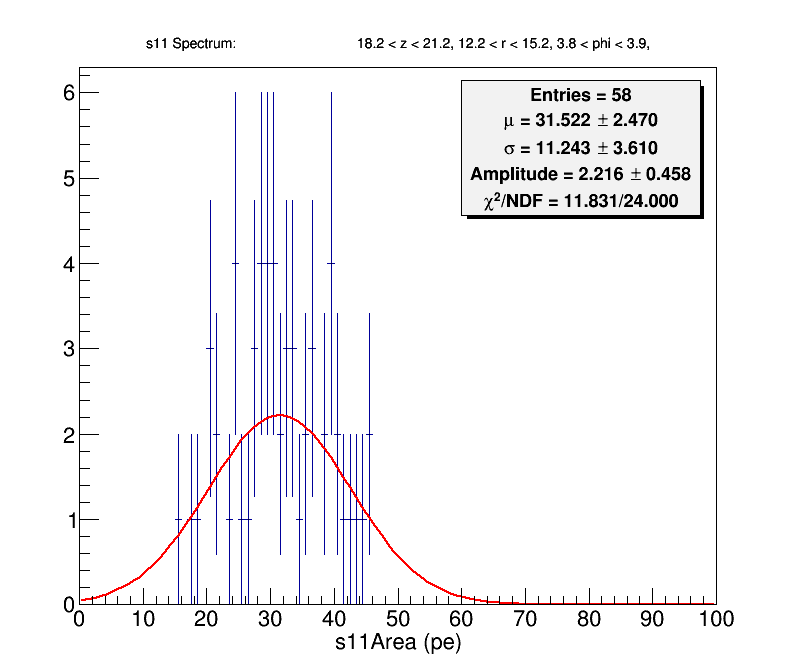 s11 Spectrum: 18.2 < z < 21.2, 12.2 < r < 15.2, 3.8 < phi < 3.9,
Entries = 58
μ = 31.522 ± 2.470
σ = 11.243 ± 3.610
Amplitude = 2.216 ± 0.458
χ²/NDF = 11.831/24.000
6
5
4
3
2
1
0
0 10 20 30 40 50 60 70 80 90 100
s11Area (pe)